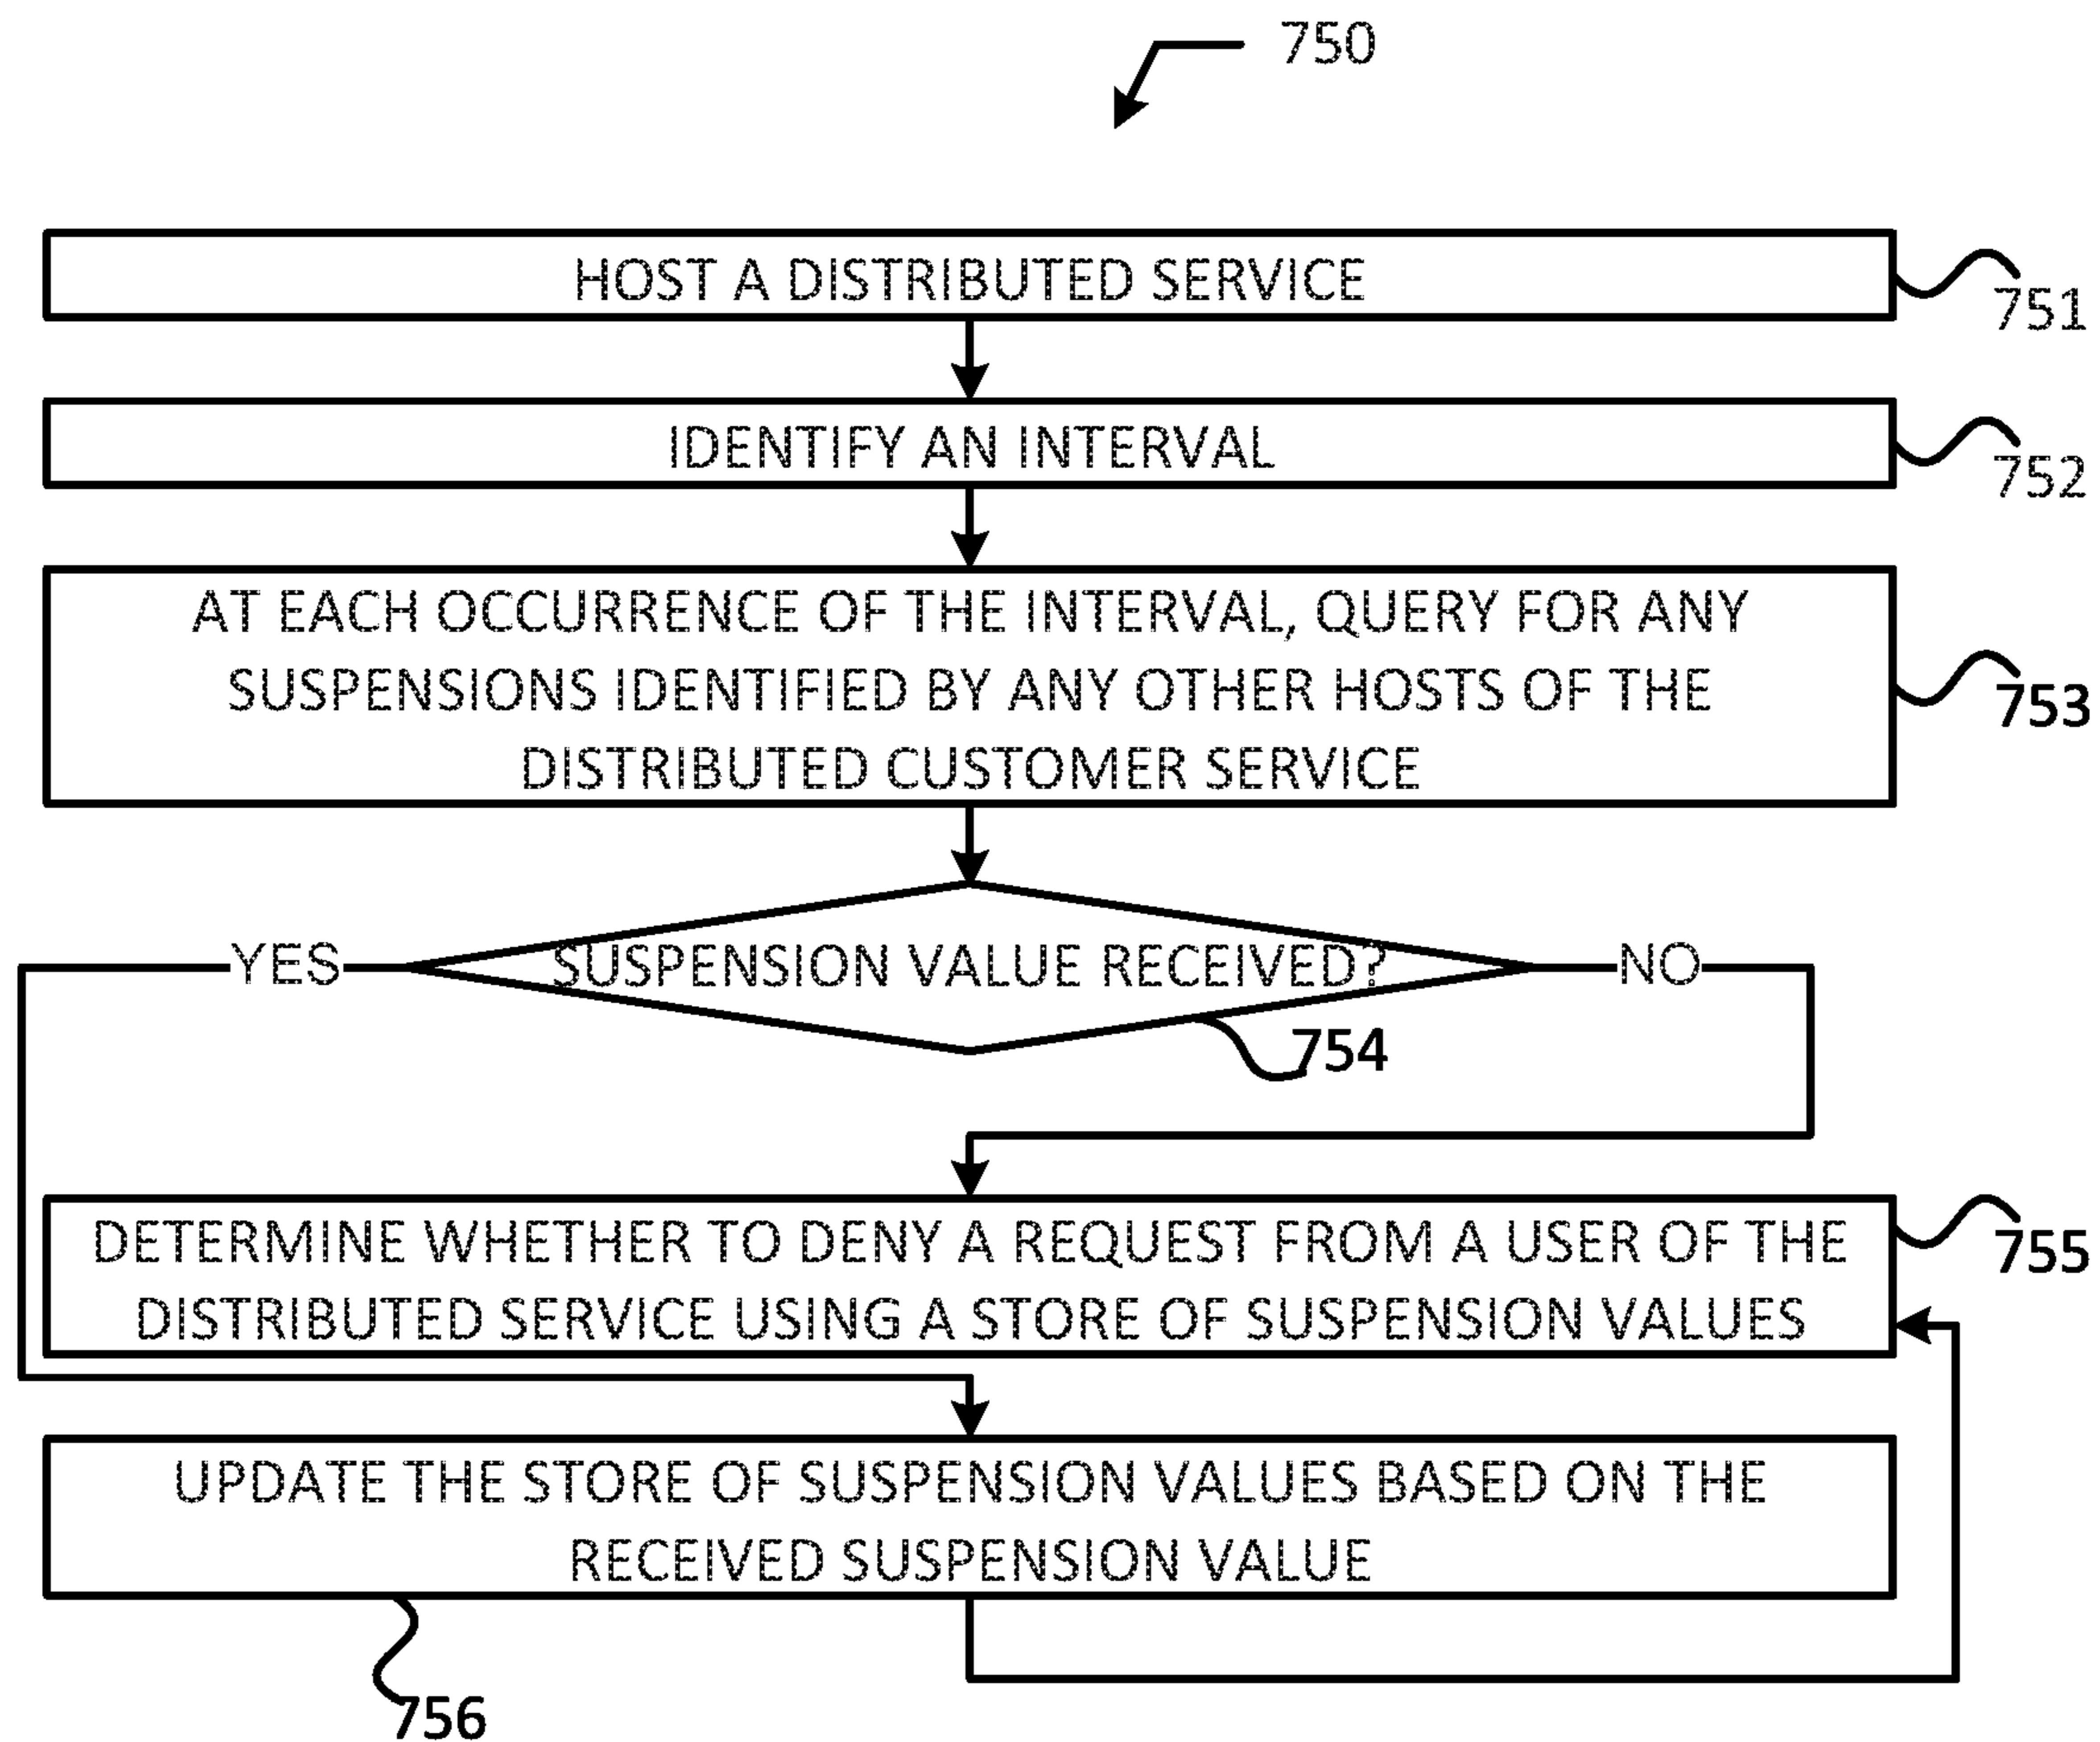 750
HOST A DISTRIBUTED SERVICE
751
IDENTIFY AN INTERVAL
752
AT EACH OCCURRENCE OF THE INTERVAL, QUERY FOR ANY
SUSPENSIONS IDENTIFIED BY ANY OTHER HOSTS OF THE
DISTRIBUTED CUSTOMER SERVICE
753
YES
SUSPENSION VALUE RECEIVED?
NO
754
DETERMINE WHETHER TO DENY A REQUEST FROM A USER OF THE
DISTRIBUTED SERVICE USING A STORE OF SUSPENSION VALUES
755
UPDATE THE STORE OF SUSPENSION VALUES BASED ON THE
RECEIVED SUSPENSION VALUE
756